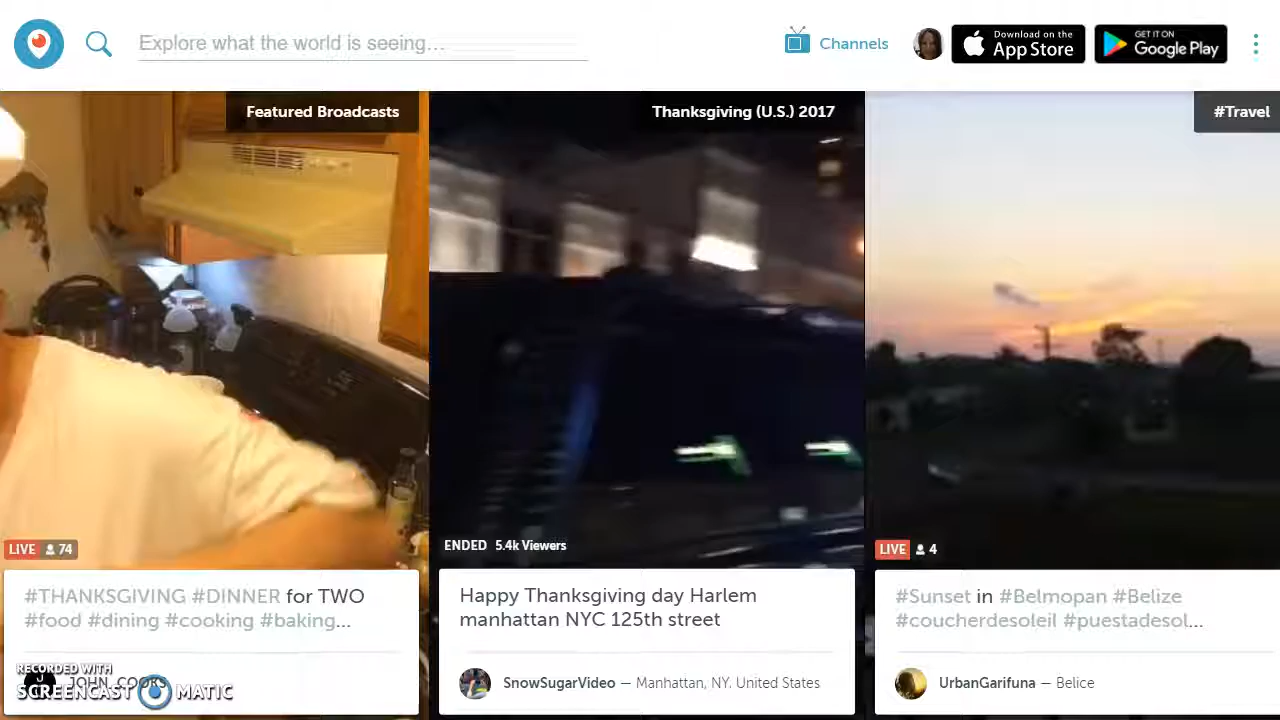 Explore what the world is seeing...
Channels
Download on the
App Store
GET IT ON
Google Play
Featured Broadcasts
LIVE 74
#THANKSGIVING #DINNER for TWO
#food #dining #cooking #baking...
JOHN_COOKS
RECORDED WITH
SCREENCAST MATIC
Thanksgiving (U.S.) 2017
ENDED 5.4k Viewers
Happy Thanksgiving day Harlem
manhattan NYC 125th street
SnowSugarVideo — Manhattan, NY. United States
#Travel
LIVE 4
#Sunset in #Belmopan #Belize
#coucherdesoleil #puestadesol...
UrbanGarifuna — Belice